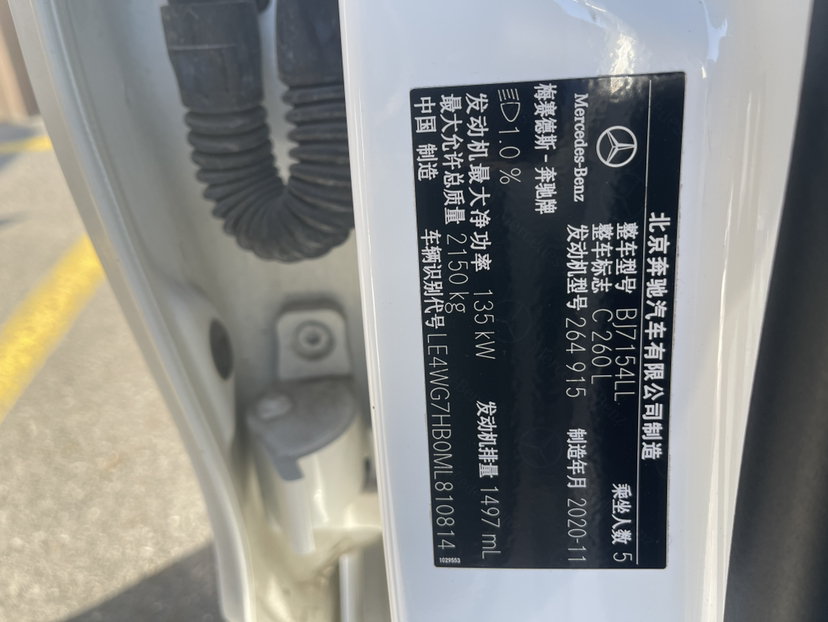 北京奔驰汽车有限公司制造
Mercedes-Benz
梅赛德斯-奔驰牌
整车型号 BJ7154LL 乘坐人数 5
整车标志 C 260 L
发动机型号 264 915 制造年月 2020-11
1.0 %
发动机最大净功率 135 kW 发动机排量 1497 mL
最大允许总质量 2150 kg
中国 制造 车辆识别代号 LE4WG7HB0ML810814
1029553